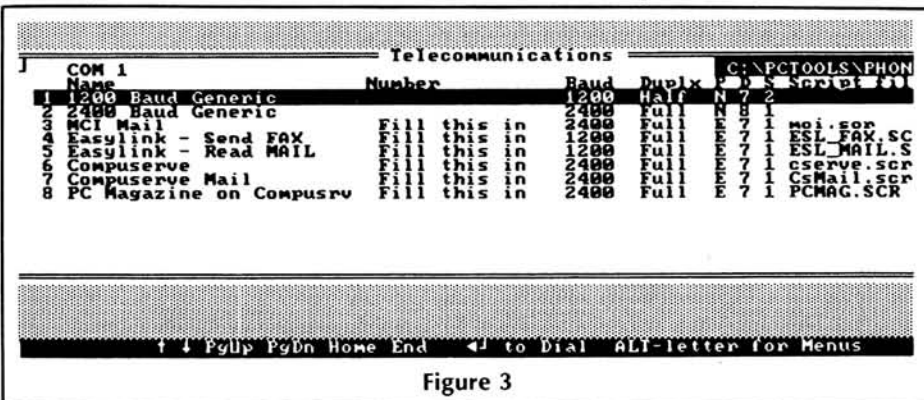 Telecommunications
COM 1 C:\PCTOOLS\PHON
Name Number Baud Duplx P D S Script fil
1 1200 Baud Generic 1200 Half N 7 2
2 2400 Baud Generic 2400 Full N 8 1
3 MCI Mail Fill this in 2400 Full E 7 1 mci.scr
4 Easylink - Send FAX Fill this in 1200 Full E 7 1 ESL_FAX.SC
5 Easylink - Read MAIL Fill this in 1200 Full E 7 1 ESL_MAIL.S
6 Compuserve Fill this in 2400 Full E 7 1 cserve.scr
7 Compuserve Mail Fill this in 2400 Full E 7 1 CsMail.scr
8 PC Magazine on Compusrv Fill this in 2400 Full E 7 1 PCMAG.SCR
↑ ↓ PgUp PgDn Home End ◄┘ to Dial ALT-letter for Menus
Figure 3